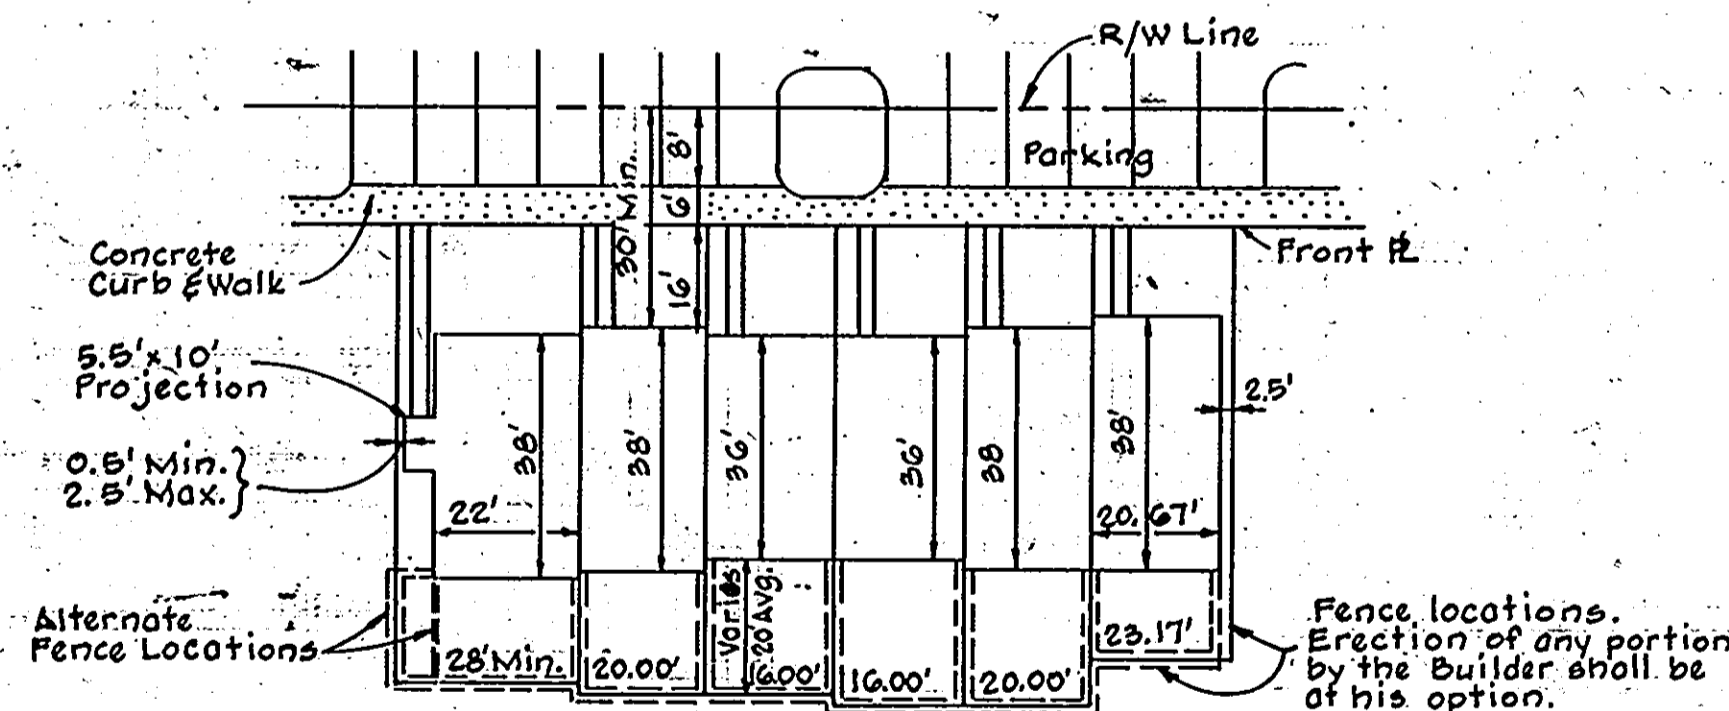 R/W Line
Parking
8'
6'
30' Min.
16'
Concrete
Curb & Walk
Front PL
5.5' x 10'
Projection
2.5'
0.5' Min.
2.5' Max.
38'
38'
36'
36'
38
38'
22'
20.67'
Alternate
Fence Locations
28' Min.
20.00'
Varies
20' Avg.
16.00'
20.00'
23.17'
Fence locations.
Erection of any portion
by the Builder shall be
at his option.